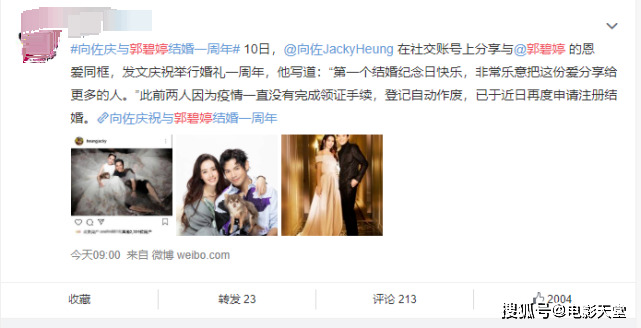 #向佐庆与郭碧婷结婚一周年# 10日，@向佐JackyHeung 在社交账号上分享与@郭碧婷 的恩
爱同框，发文庆祝举行婚礼一周年，他写道：“第一个结婚纪念日快乐，非常乐意把这份爱分享给
更多的人。”此前两人因为疫情一直没有完成领证手续，登记自动作废，已于近日再度申请注册结
婚。向佐庆祝与郭碧婷结婚一周年
今天09:00 来自 微博 weibo.com
收藏
转发 23
评论 213
2004
搜狐号@电影天堂